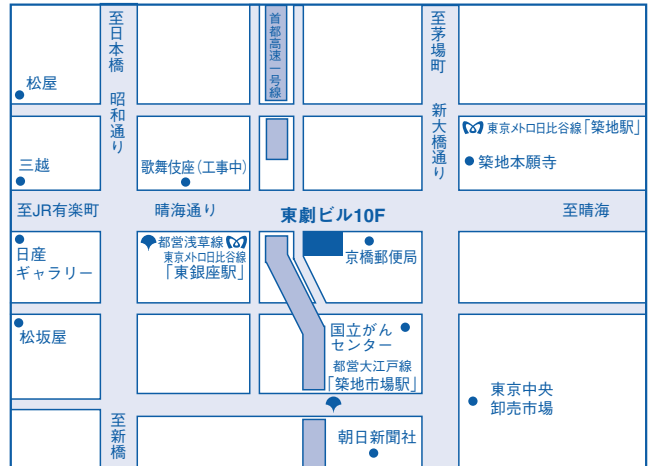 至日本橋
昭和通り
首都高速一号線
至茅場町
新大橋通り
松屋
三越
歌舞伎座（工事中）
東京メトロ日比谷線「築地駅」
築地本願寺
至JR有楽町
晴海通り
東劇ビル10F
至晴海
日産
ギャラリー
都営浅草線
東京メトロ日比谷線
「東銀座駅」
京橋郵便局
松坂屋
国立がん
センター
都営大江戸線
「築地市場駅」
東京中央
卸売市場
至新橋
朝日新聞社